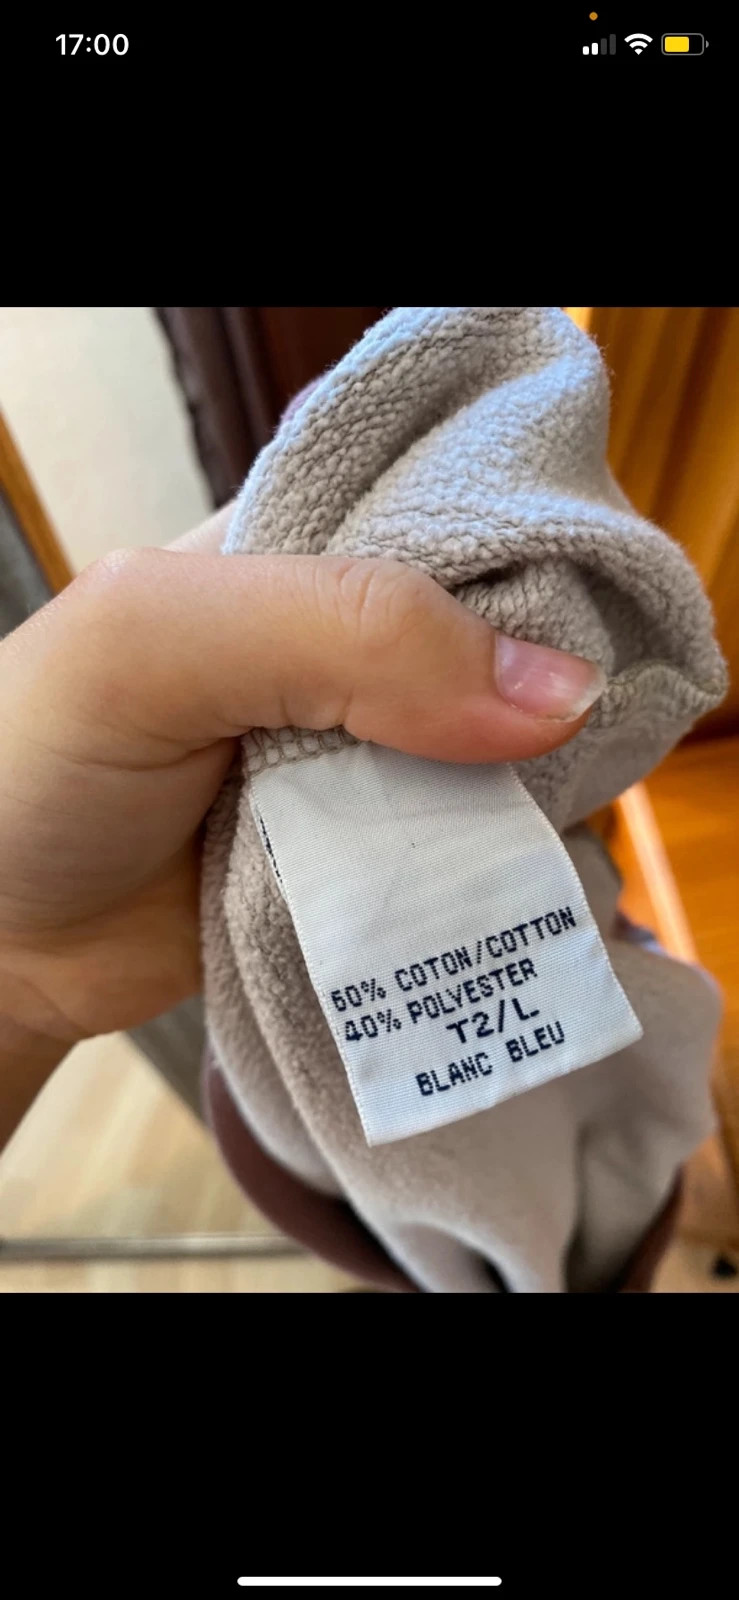 17:00
60% COTON/COTTON
40% POLYESTER
T2/L
BLANC BLEU